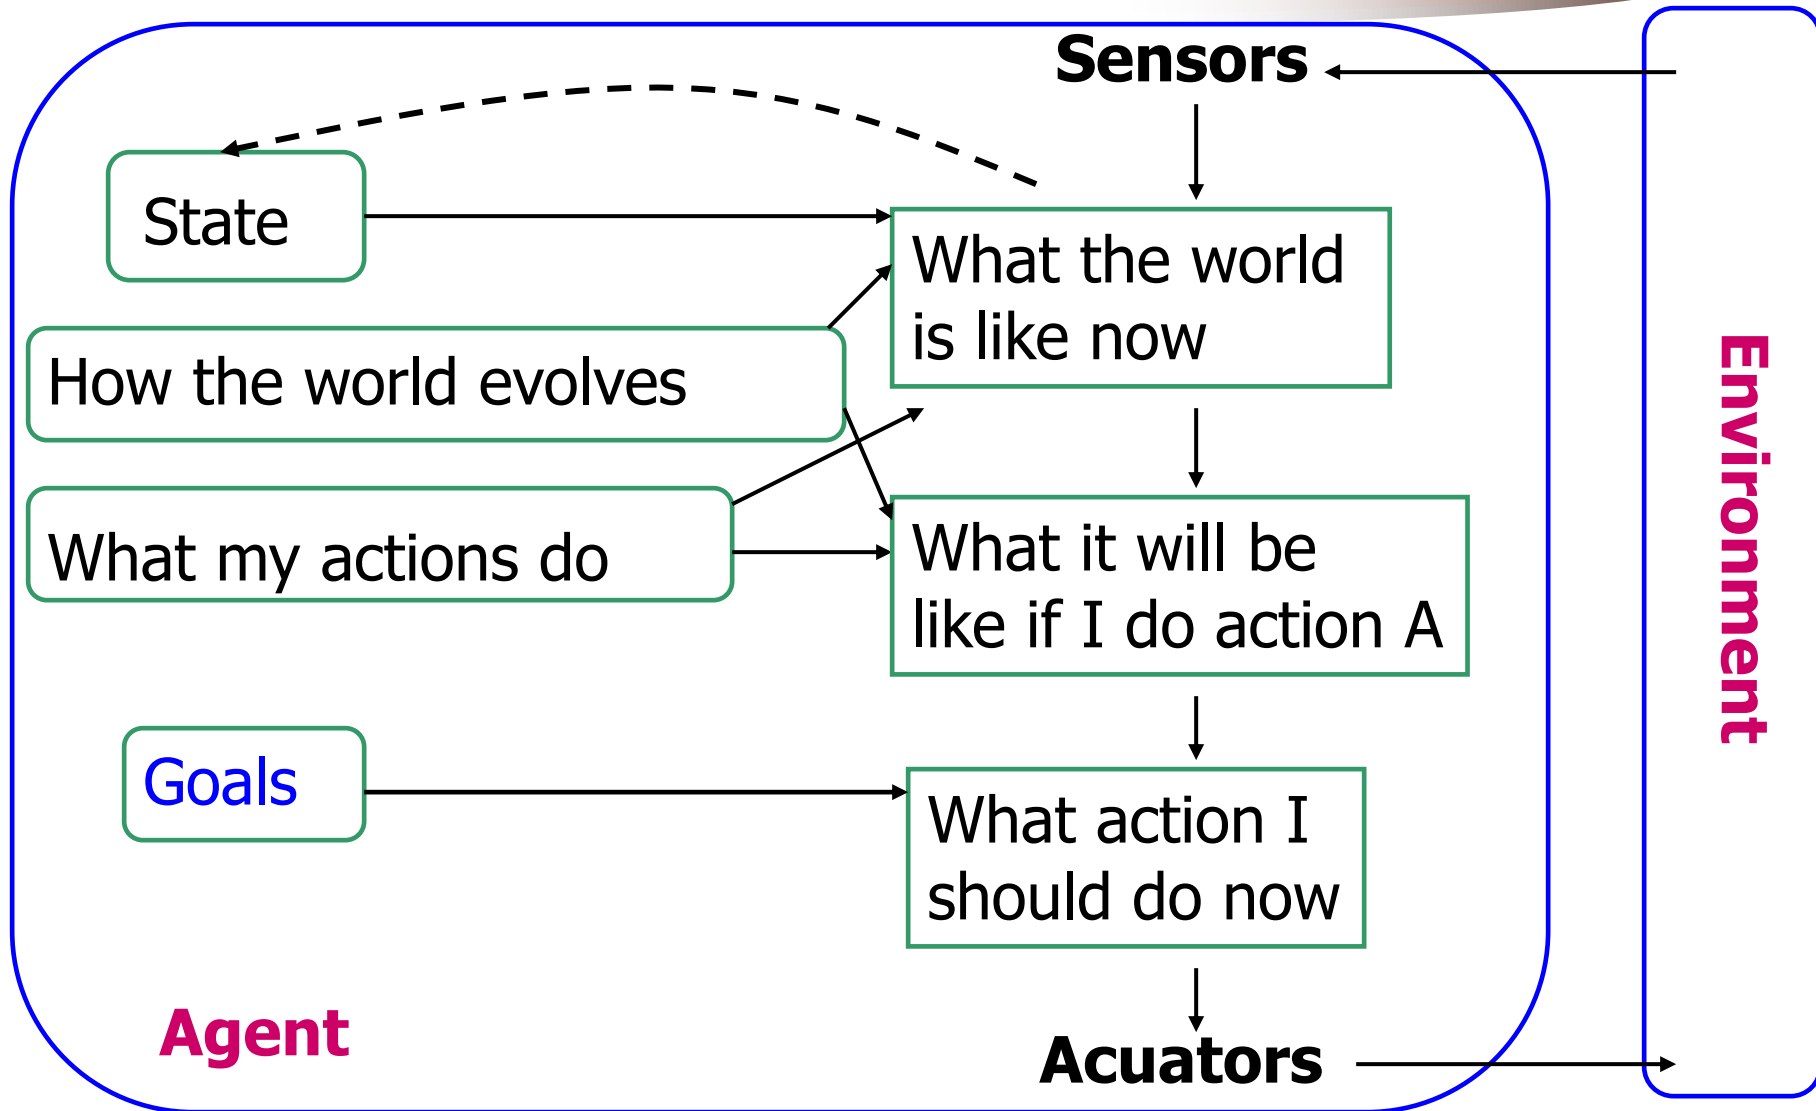 Sensors
State
What the world
is like now
How the world evolves
What my actions do
What it will be
like if I do action A
Goals
What action I
should do now
Agent
Acuators
Environment